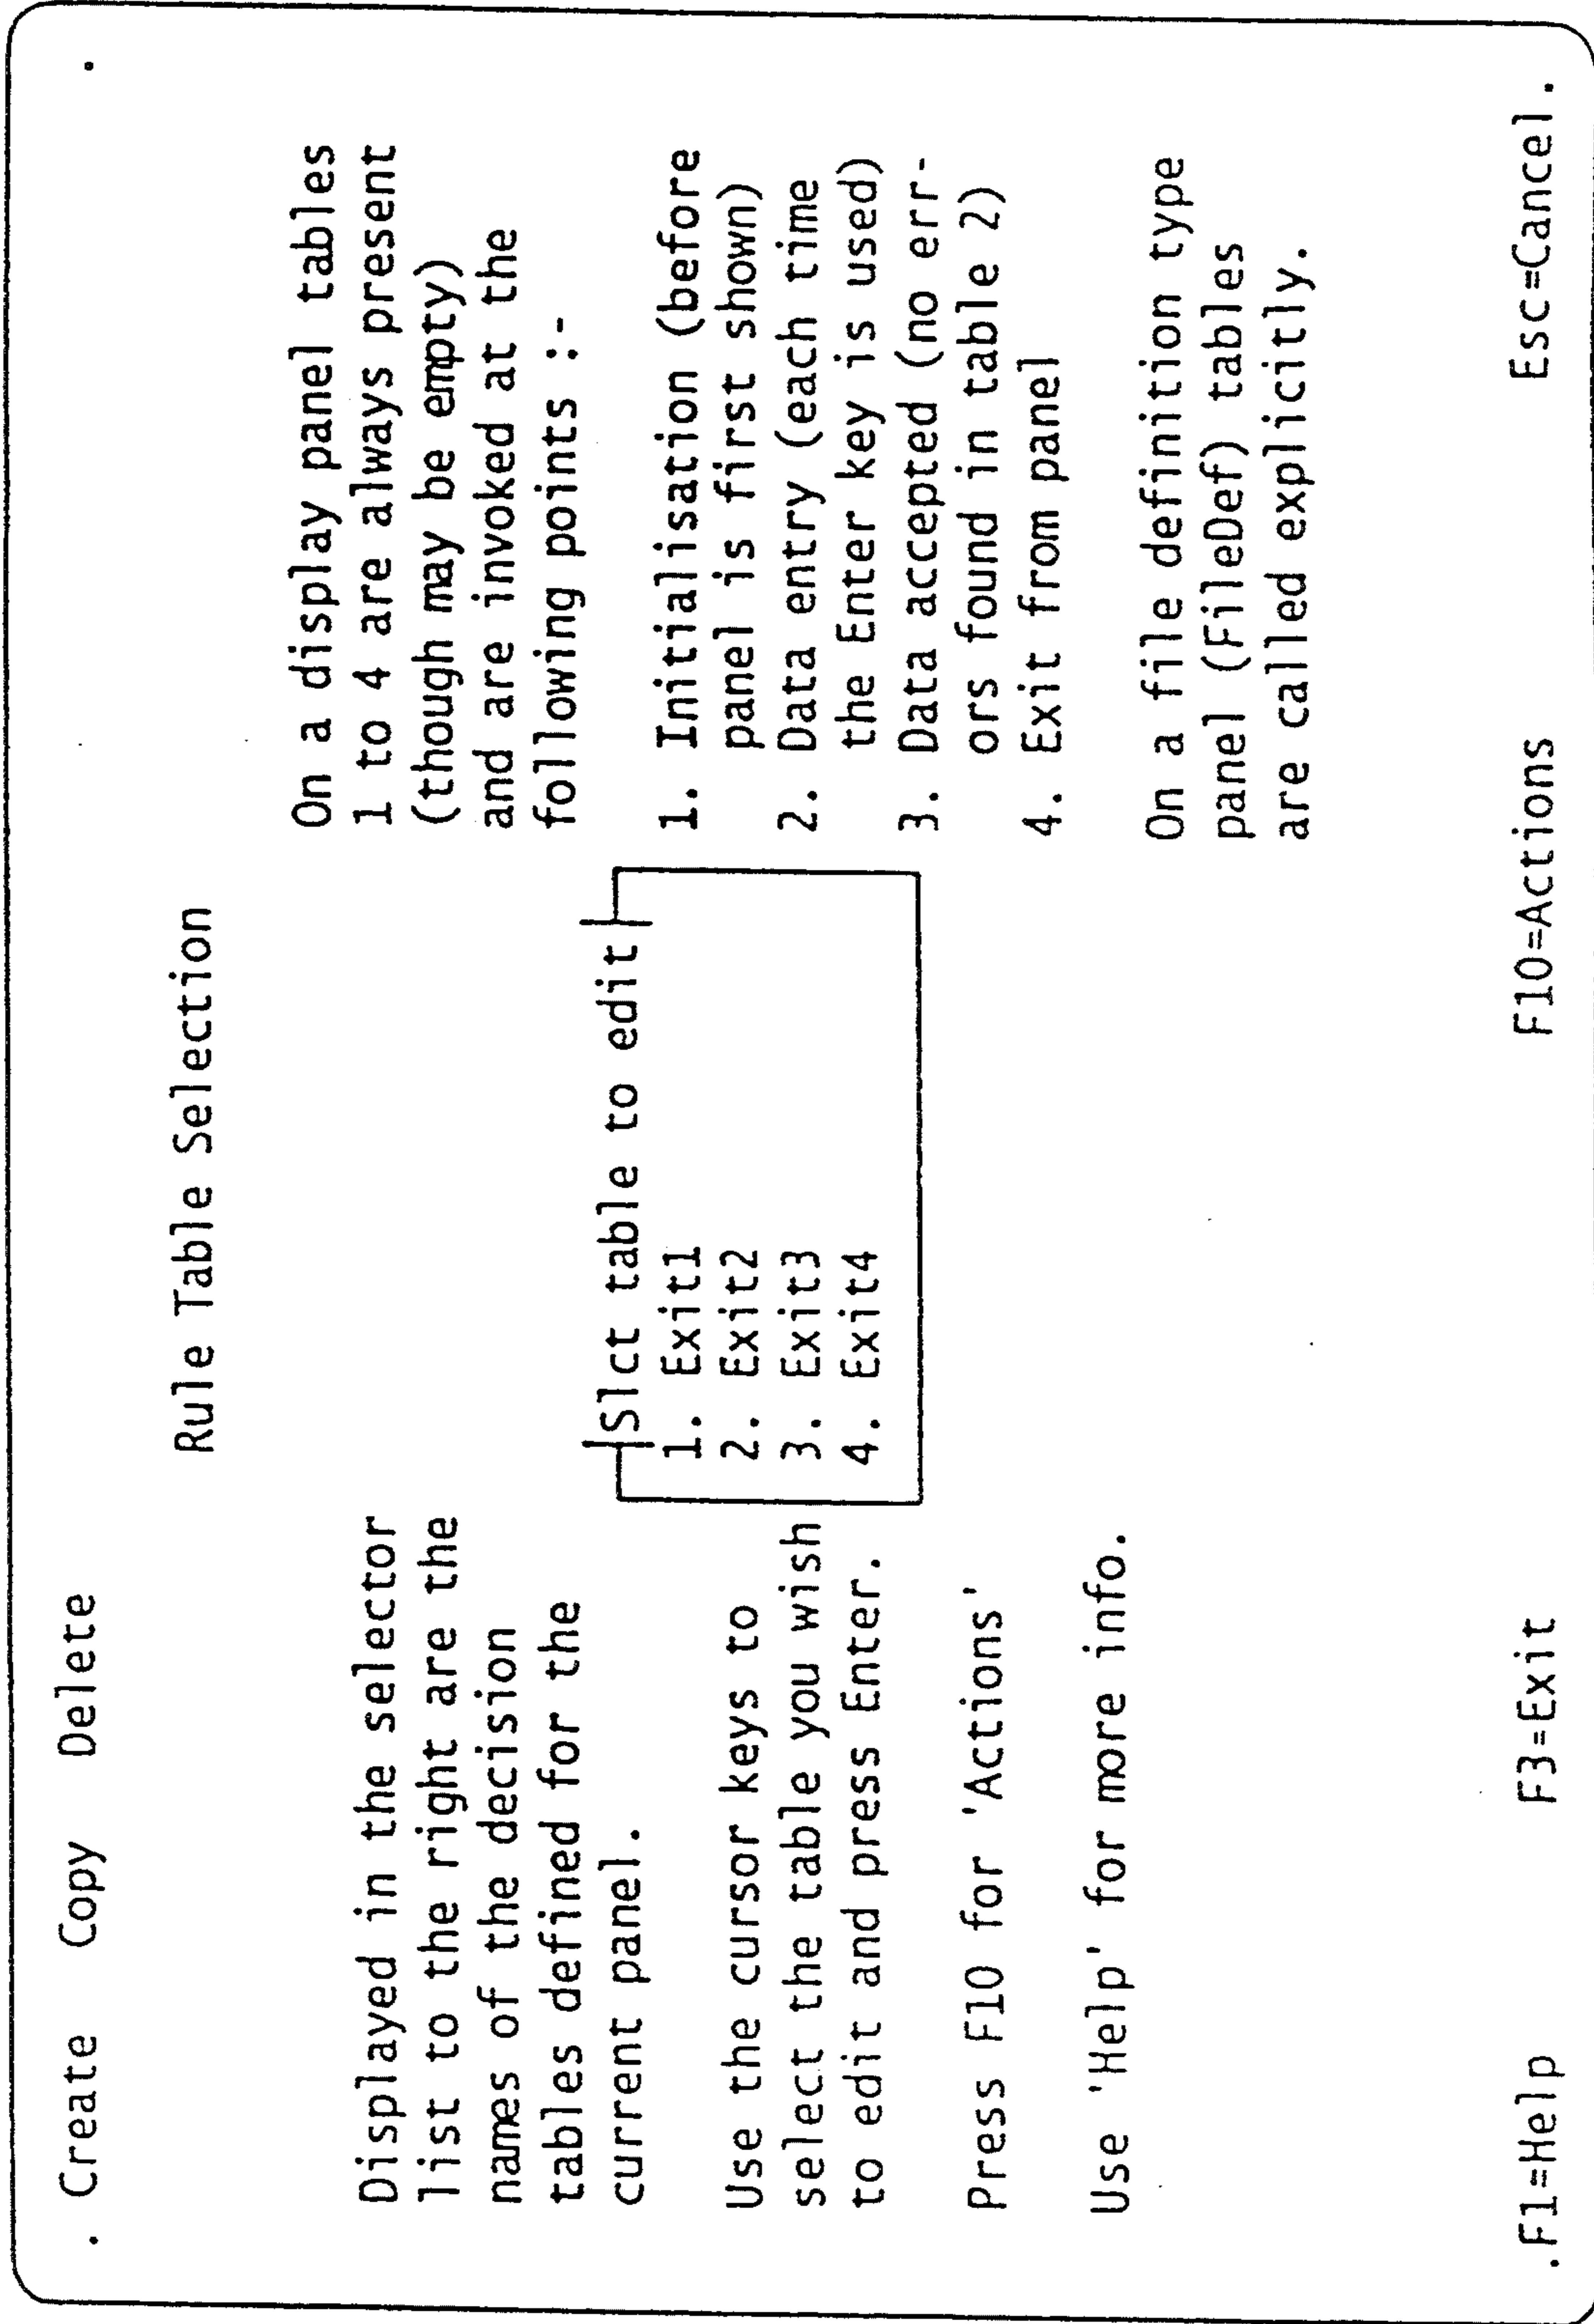 . Create   Copy   Delete   .
Rule Table Selection
Displayed in the selector
list to the right are the
names of the decision
tables defined for the
current panel.
Use the cursor keys to
select the table you wish
to edit and press Enter.
Press F10 for 'Actions'
Use 'Help' for more info.
Slct table to edit
1. Exit1
2. Exit2
3. Exit3
4. Exit4
On a display panel tables
1 to 4 are always present
(though may be empty)
and are invoked at the
following points :-
1. Initialisation (before
panel is first shown)
2. Data entry (each time
the Enter key is used)
3. Data accepted (no err-
ors found in table 2)
4. Exit from panel
On a file definition type
panel (FileDef) tables
are called explicitly.
.F1=Help   F3=Exit   F10=Actions   Esc=Cancel.